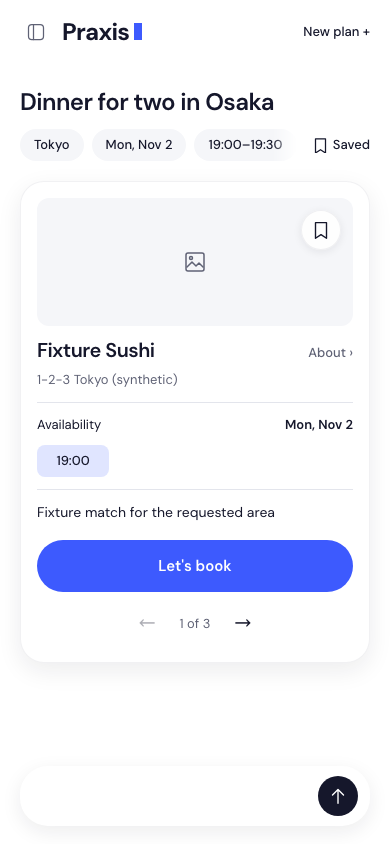 Praxis
New plan +
Dinner for two in Osaka
Tokyo
Mon, Nov 2
19:00–19:30
Saved
Fixture Sushi
About ›
1-2-3 Tokyo (synthetic)
Availability
Mon, Nov 2
19:00
Fixture match for the requested area
Let's book
← 1 of 3 →